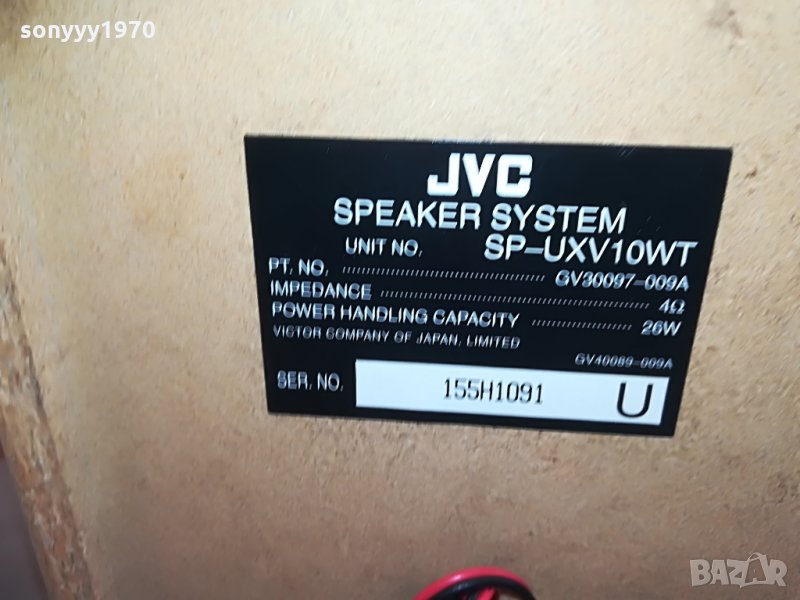 sonyyy1970
JVC
SPEAKER SYSTEM
UNIT NO. SP-UXV10WT
PT. NO. GV30097-009A
IMPEDANCE 4Ω
POWER HANDLING CAPACITY 26W
VICTOR COMPANY OF JAPAN, LIMITED
GV40089-009A
SER. NO. 155H1091 U
BAZAR